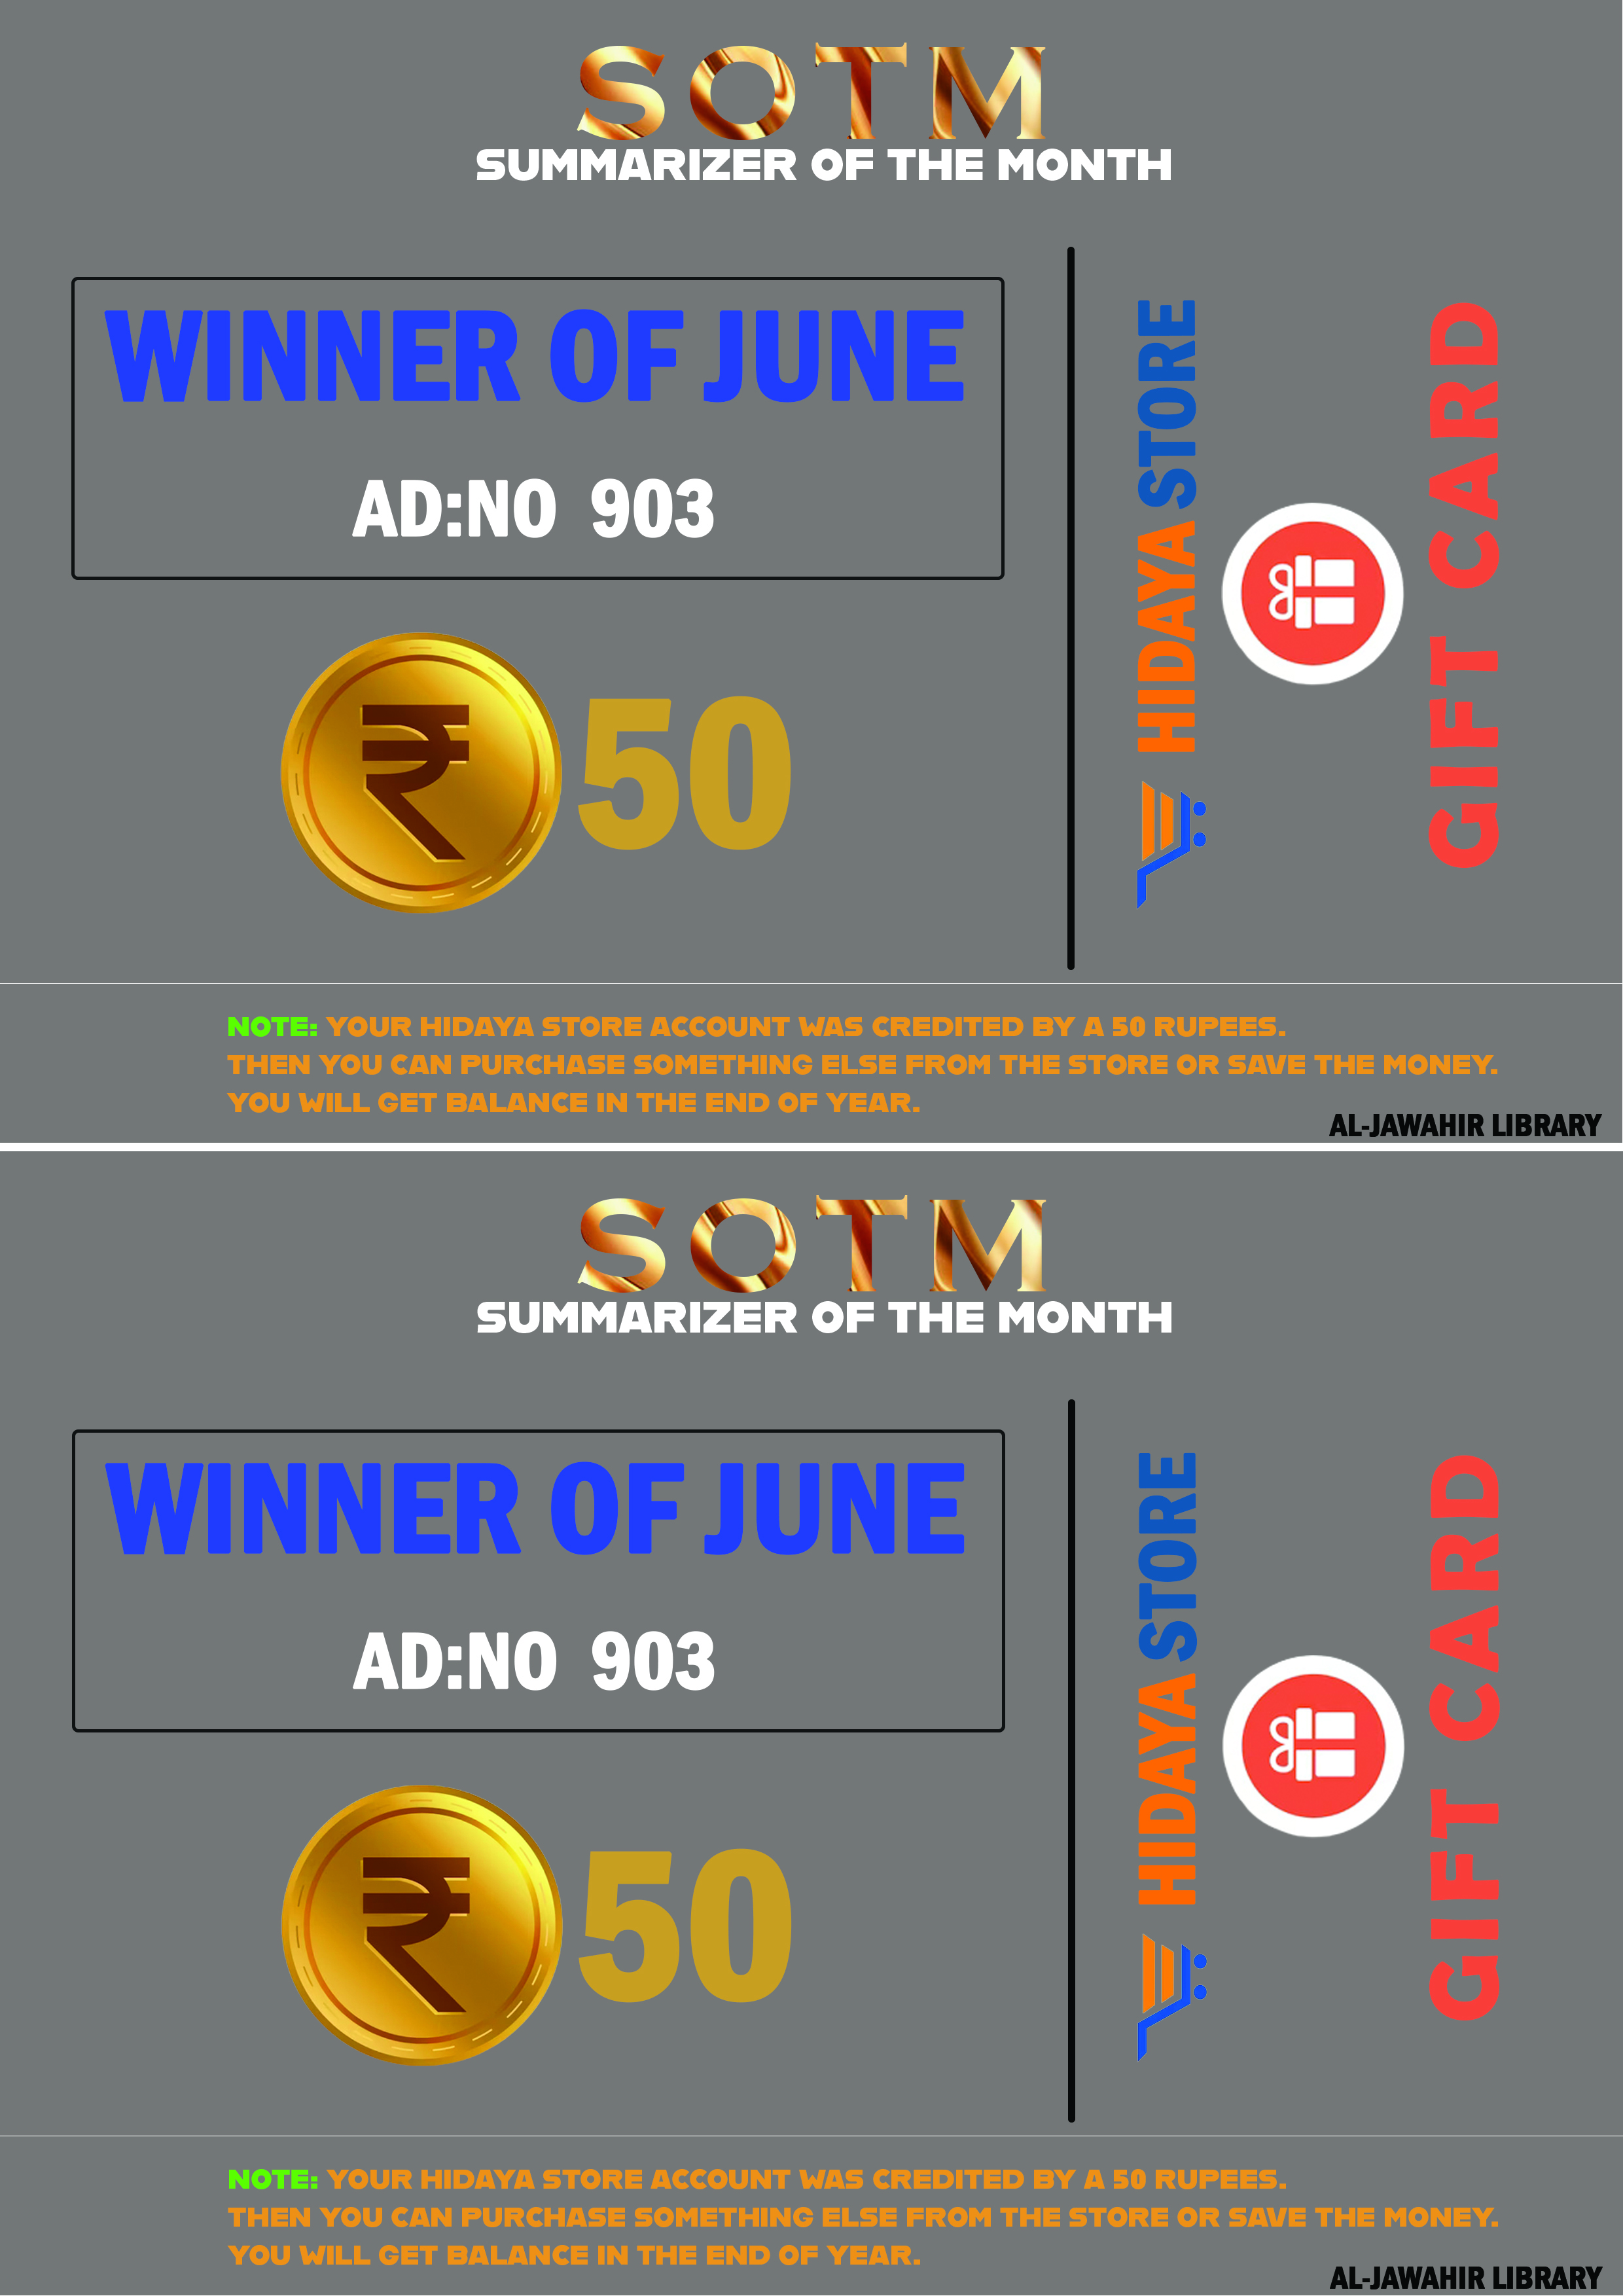 SOTM
SUMMARIZER OF THE MONTH
WINNER OF JUNE
AD:NO 903
₹ 50
HIDAYA STORE
GIFT CARD
NOTE: YOUR HIDAYA STORE ACCOUNT WAS CREDITED BY A 50 RUPEES.
THEN YOU CAN PURCHASE SOMETHING ELSE FROM THE STORE OR SAVE THE MONEY.
YOU WILL GET BALANCE IN THE END OF YEAR.
AL-JAWAHIR LIBRARY
SOTM
SUMMARIZER OF THE MONTH
WINNER OF JUNE
AD:NO 903
₹ 50
HIDAYA STORE
GIFT CARD
NOTE: YOUR HIDAYA STORE ACCOUNT WAS CREDITED BY A 50 RUPEES.
THEN YOU CAN PURCHASE SOMETHING ELSE FROM THE STORE OR SAVE THE MONEY.
YOU WILL GET BALANCE IN THE END OF YEAR.
AL-JAWAHIR LIBRARY